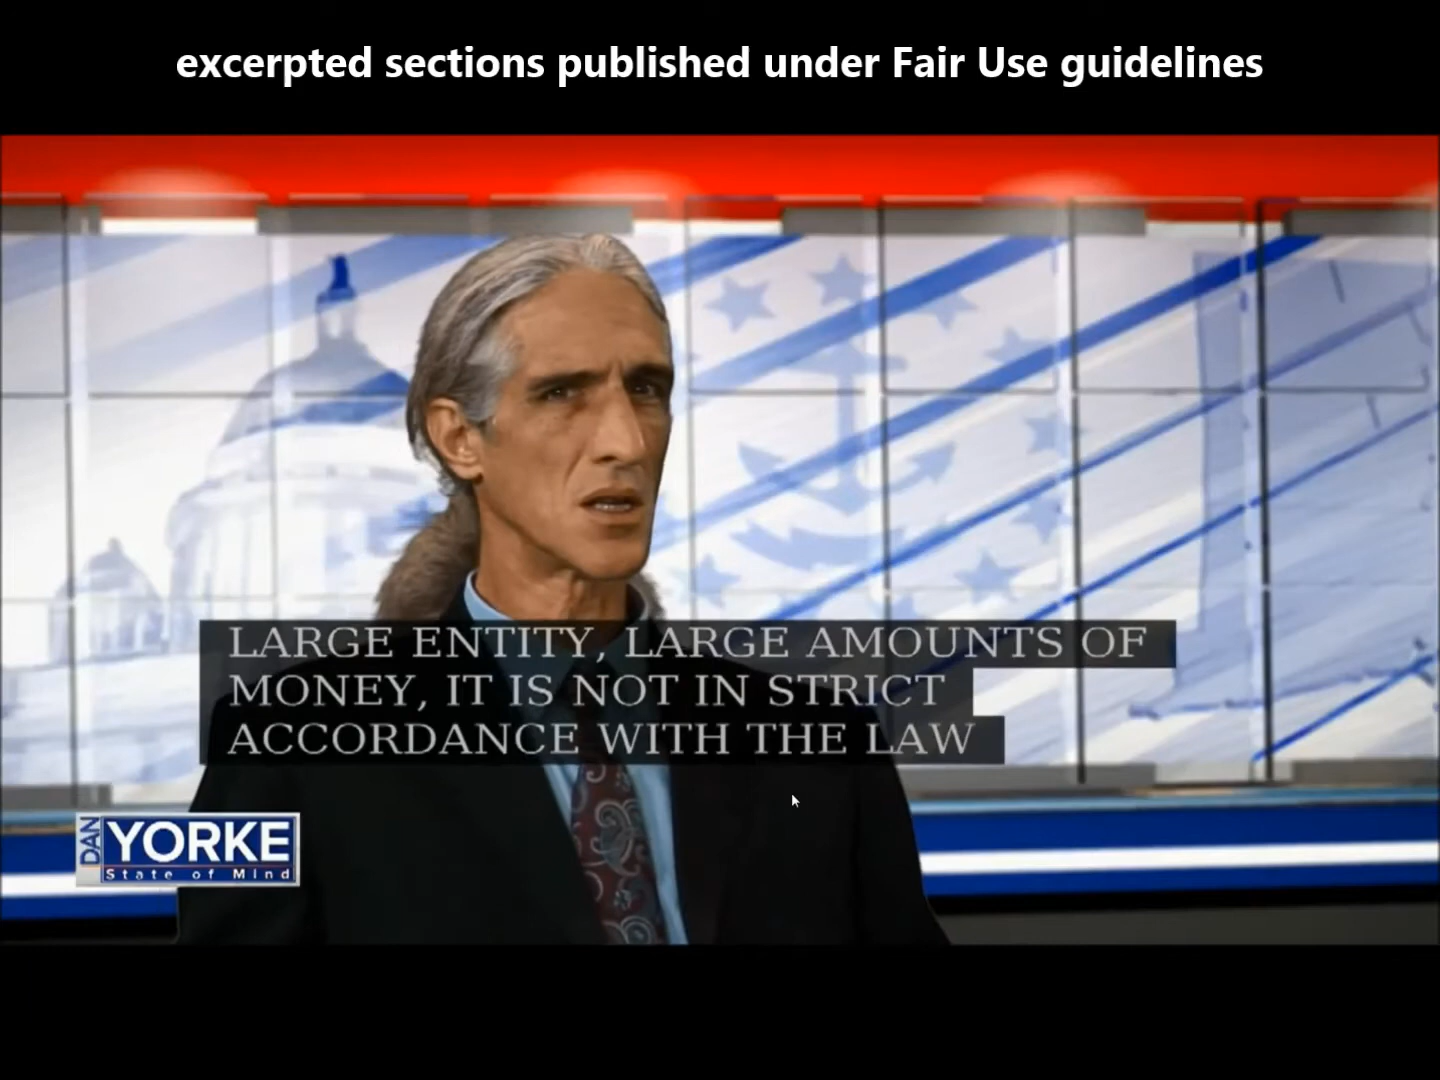 excerpted sections published under Fair Use guidelines
LARGE ENTITY, LARGE AMOUNTS OF
MONEY, IT IS NOT IN STRICT
ACCORDANCE WITH THE LAW
DAN
YORKE
State of Mind